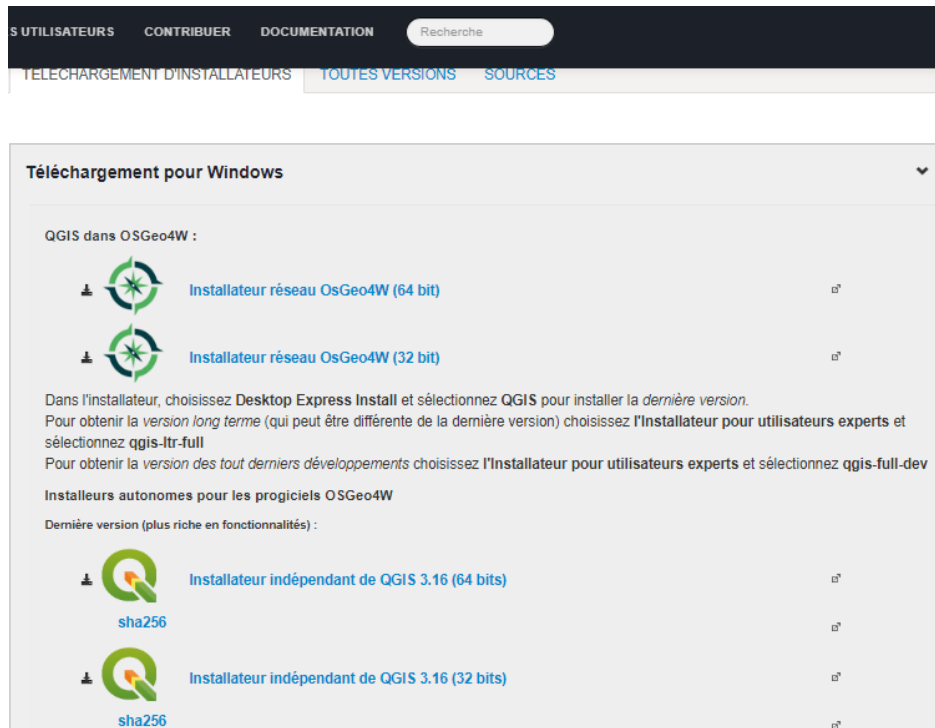 S UTILISATEURS CONTRIBUER DOCUMENTATION Recherche
TÉLÉCHARGEMENT D'INSTALLATEURS TOUTES VERSIONS SOURCES
Téléchargement pour Windows
QGIS dans OSGeo4W :
Installateur réseau OsGeo4W (64 bit)
Installateur réseau OsGeo4W (32 bit)
Dans l'installateur, choisissez Desktop Express Install et sélectionnez QGIS pour installer la dernière version.
Pour obtenir la version long terme (qui peut être différente de la dernière version) choisissez l'Installateur pour utilisateurs experts et
sélectionnez qgis-ltr-full
Pour obtenir la version des tout derniers développements choisissez l'Installateur pour utilisateurs experts et sélectionnez qgis-full-dev
Installeurs autonomes pour les progiciels OSGeo4W
Dernière version (plus riche en fonctionnalités) :
Installateur indépendant de QGIS 3.16 (64 bits)
sha256
Installateur indépendant de QGIS 3.16 (32 bits)
sha256